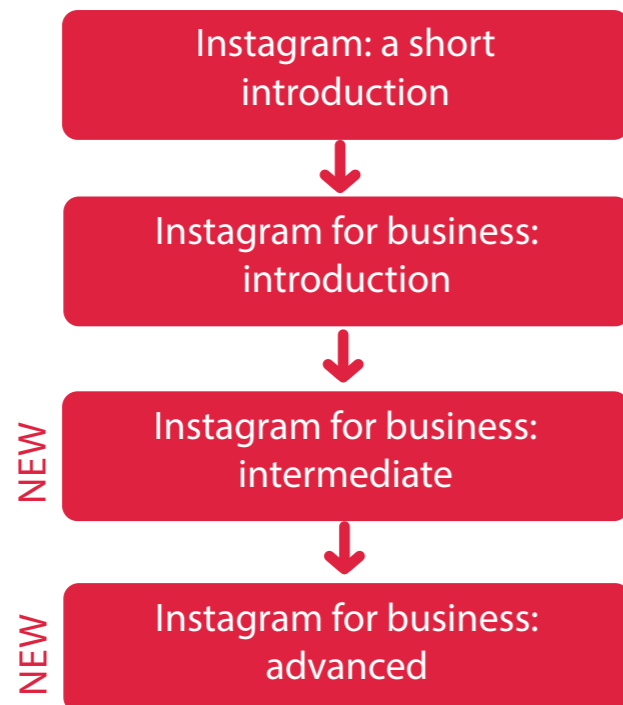 Instagram: a short
introduction
Instagram for business:
introduction
NEW
Instagram for business:
intermediate
NEW
Instagram for business:
advanced